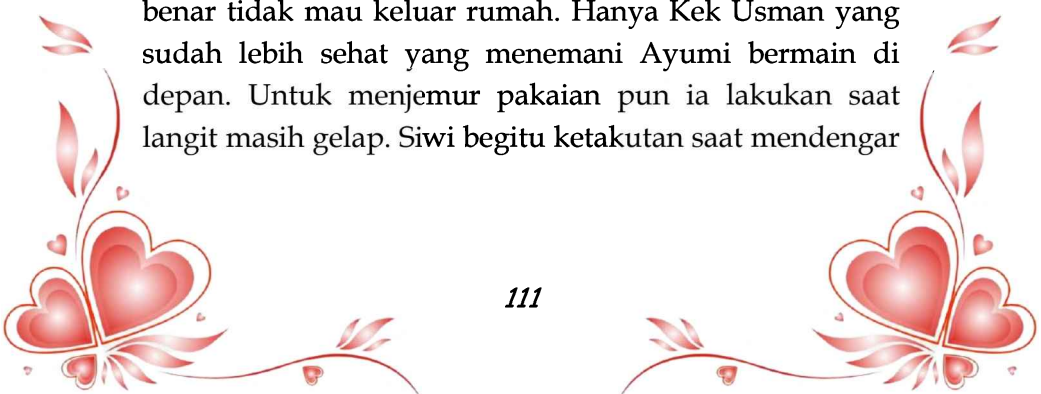 benar tidak mau keluar rumah. Hanya Kek Usman yang
sudah lebih sehat yang menemani Ayumi bermain di
depan. Untuk menjemur pakaian pun ia lakukan saat
langit masih gelap. Siwi begitu ketakutan saat mendengar
111